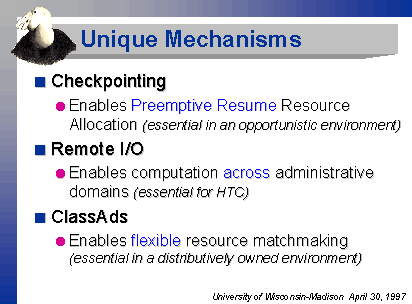 Unique Mechanisms
Checkpointing
Enables Preemptive Resume Resource
Allocation (essential in an opportunistic environment)
Remote I/O
Enables computation across administrative
domains (essential for HTC)
ClassAds
Enables flexible resource matchmaking
(essential in a distributively owned environment)
University of Wisconsin-Madison April 30, 1997